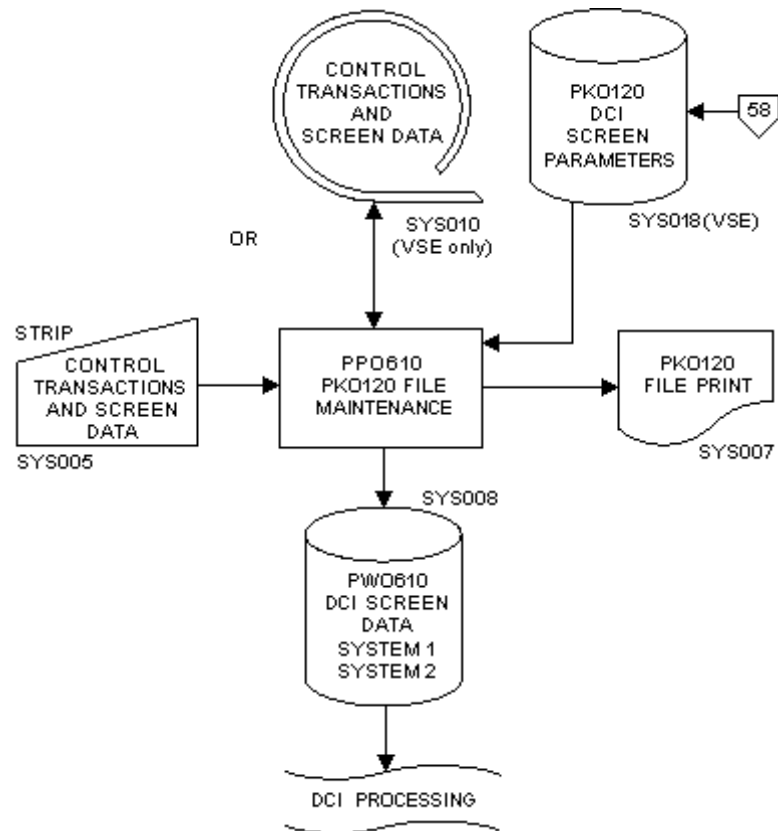 CONTROL
TRANSACTIONS
AND
SCREEN DATA
PKO120
DCI
SCREEN
PARAMETERS
58
SYS010
(VSE only)
SYS018(VSE)
OR
STRIP
CONTROL
TRANSACTIONS
AND SCREEN
DATA
SYS005
PPO610
PKO120 FILE
MAINTENANCE
PKO120
FILE PRINT
SYS007
SYS008
PWO610
DCI SCREEN
DATA
SYSTEM 1
SYSTEM 2
DCI PROCESSING